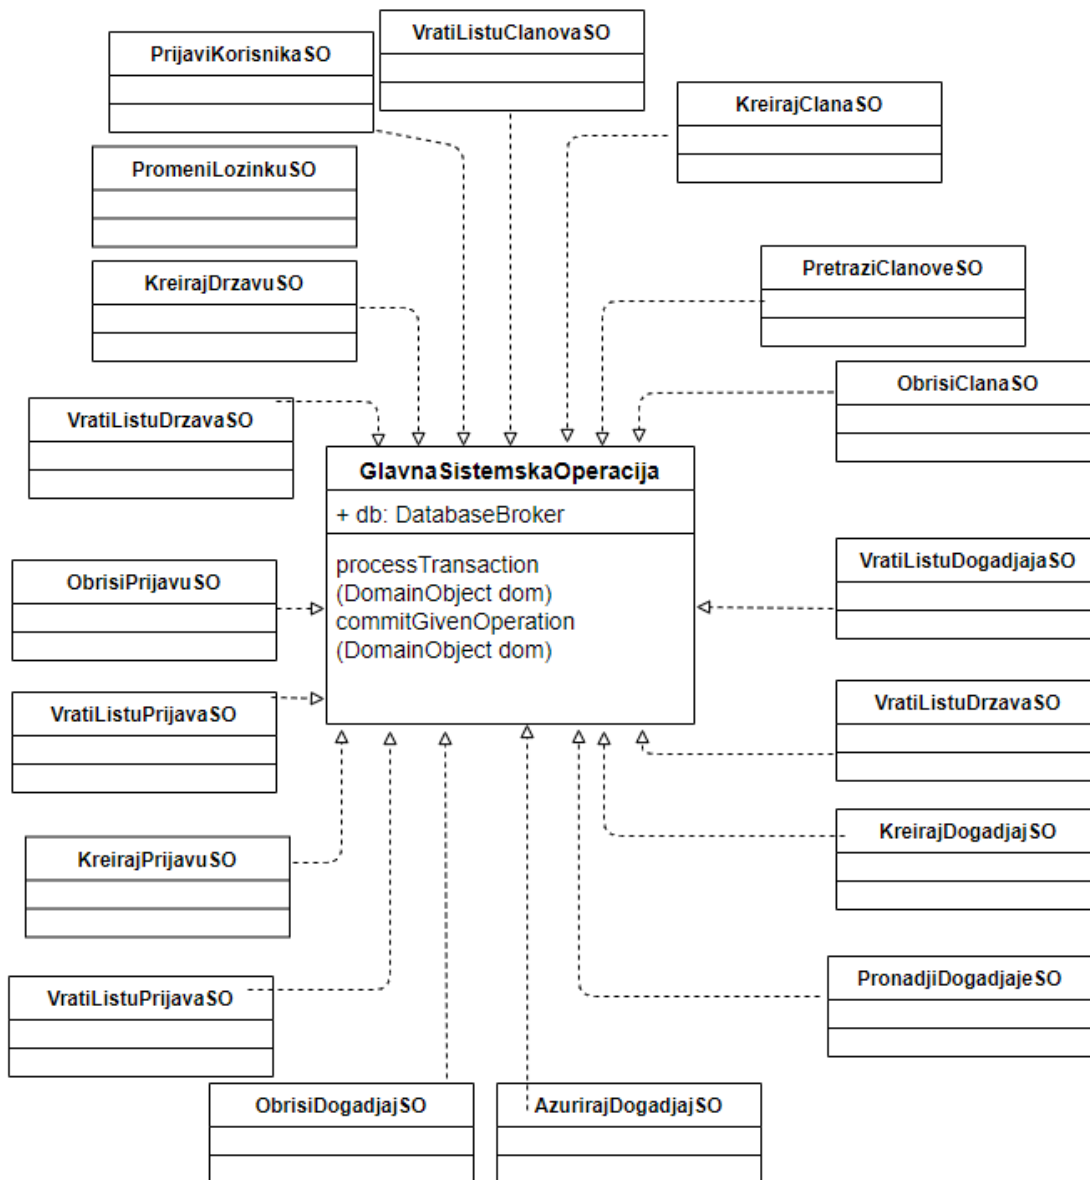 VratiListuClanovaSO
PrijaviKorisnikaSO
KreirajClanaSO
PromeniLozinkuSO
PretraziClanoveSO
KreirajDrzavuSO
ObrisiClanaSO
VratiListuDrzavaSO
GlavnaSistemskaOperacija
+ db: DatabaseBroker
processTransaction
(DomainObject dom)
commitGivenOperation
(DomainObject dom)
VratiListuDogadjajaSO
ObrisiPrijavuSO
VratiListuDrzavaSO
VratiListuPrijavaSO
KreirajDogadjajSO
KreirajPrijavuSO
PronadjiDogadjajeSO
VratiListuPrijavaSO
ObrisiDogadjajSO
AzurirajDogadjajSO